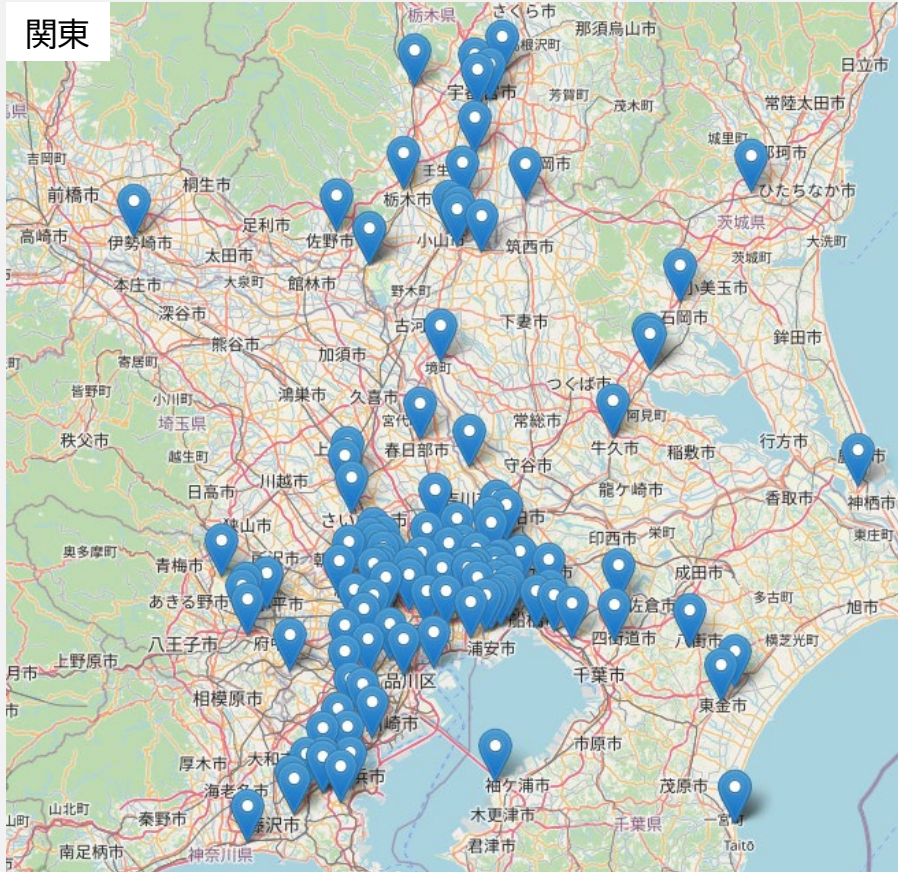 関東
栃木県
さくら市
那須烏山市
高根沢町
日立市
芳賀町
茂木町
常陸太田市
城里町
那珂市
吉岡町
前橋市
桐生市
栃木市
ひたちなか市
高崎市
伊勢崎市
足利市
佐野市
小山市
筑西市
茨城県
大洗町
太田市
茨城町
本庄市
大泉町
館林市
野木町
小美玉市
深谷市
古河
下妻市
石岡市
鉾田市
熊谷市
加須市
寄居町
境町
皆野町
小川町
鴻巣市
久喜市
つくば市
阿見町
埼玉県
宮代
常総市
秩父市
越生町
春日部市
守谷市
牛久市
稲敷市
行方市
日高市
川越市
龍ケ崎市
香取市
神栖市
狭山市
印西市
栄町
東庄町
奥多摩町
青梅市
成田市
あきる野市
佐倉市
多古町
旭市
八王子市
府中
浦安市
四街道市
八街市
横芝光町
上野原市
品川区
千葉市
相模原市
東金市
川崎市
厚木市
大和
市原市
海老名市
袖ケ浦市
茂原市
山北町
秦野市
藤沢市
木更津市
千葉県
一宮町
南足柄市
神奈川県
君津市
Taitō